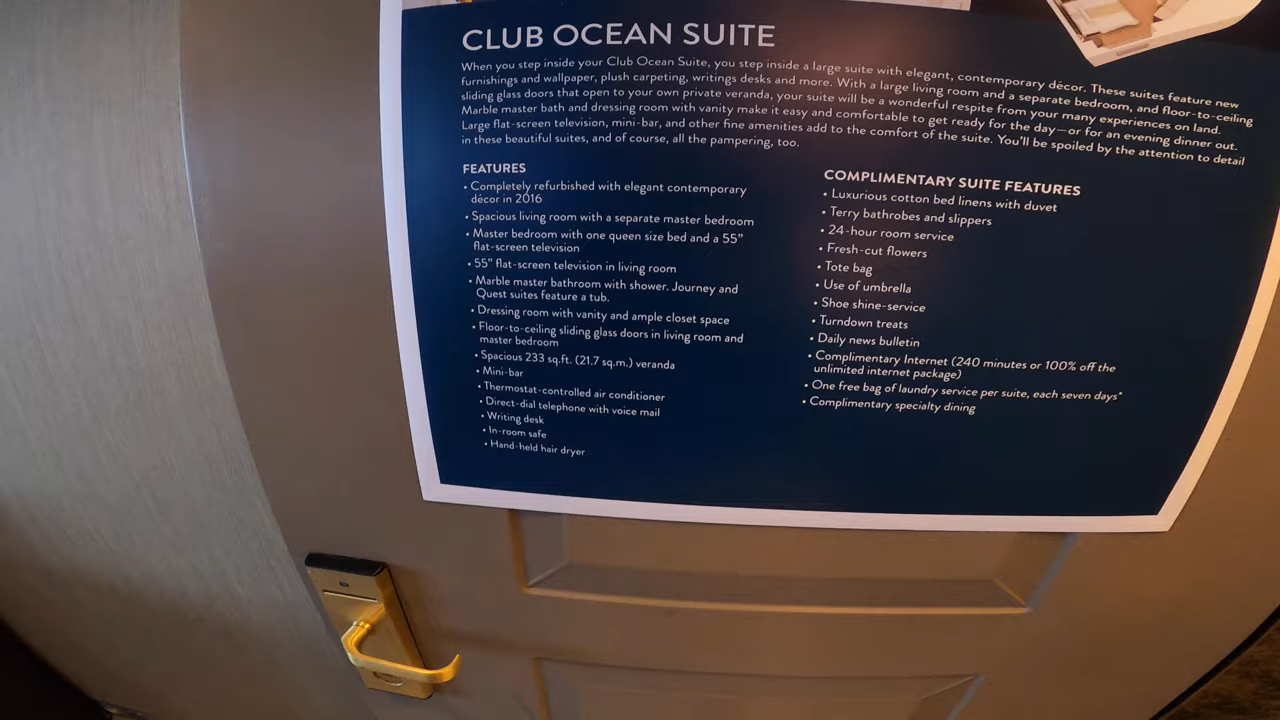 CLUB OCEAN SUITE
When you step inside your Club Ocean Suite, you step inside a large suite with elegant, contemporary décor. These suites feature new
furnishings and wallpaper, plush carpeting, writings desks and more. With a large living room and a separate bedroom, and floor-to-ceiling
sliding glass doors that open to your own private veranda, your suite will be a wonderful respite from your many experiences on land.
Marble master bath and dressing room with vanity make it easy and comfortable to get ready for the day—or for an evening dinner out.
Large flat-screen television, mini-bar, and other fine amenities add to the comfort of the suite. You'll be spoiled by the attention to detail
in these beautiful suites, and of course, all the pampering, too.
FEATURES
• Completely refurbished with elegant contemporary
décor in 2016
• Spacious living room with a separate master bedroom
• Master bedroom with one queen size bed and a 55"
flat-screen television
• 55" flat-screen television in living room
• Marble master bathroom with shower. Journey and
Quest suites feature a tub.
• Dressing room with vanity and ample closet space
• Floor-to-ceiling sliding glass doors in living room and
master bedroom
• Spacious 233 sq.ft. (21.7 sq.m.) veranda
• Mini-bar
• Thermostat-controlled air conditioner
• Direct-dial telephone with voice mail
• Writing desk
• In-room safe
• Hand-held hair dryer
COMPLIMENTARY SUITE FEATURES
• Luxurious cotton bed linens with duvet
• Terry bathrobes and slippers
• 24-hour room service
• Fresh-cut flowers
• Tote bag
• Use of umbrella
• Shoe shine-service
• Turndown treats
• Daily news bulletin
• Complimentary Internet (240 minutes or 100% off the
unlimited internet package)
• One free bag of laundry service per suite, each seven days*
• Complimentary specialty dining